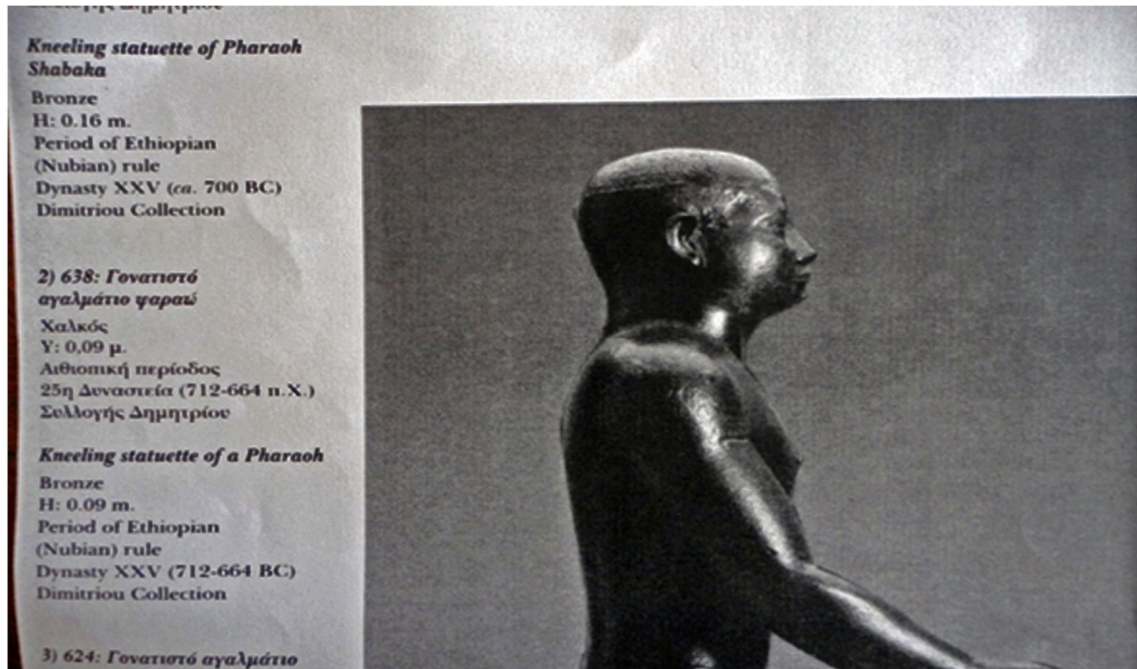 Kneeling statuette of Pharaoh
Shabaka
Bronze
H: 0.16 m.
Period of Ethiopian
(Nubian) rule
Dynasty XXV (ca. 700 BC)
Dimitriou Collection
2) 638: Γονατιστό
αγαλμάτιο φαραώ
Χαλκός
Υ: 0,09 μ.
Αιθιοπική περίοδος
25η Δυναστεία (712-664 π.Χ.)
Συλλογής Δημητρίου
Kneeling statuette of a Pharaoh
Bronze
H: 0.09 m.
Period of Ethiopian
(Nubian) rule
Dynasty XXV (712-664 BC)
Dimitriou Collection
3) 624: Γονατιστό αγαλμάτιο